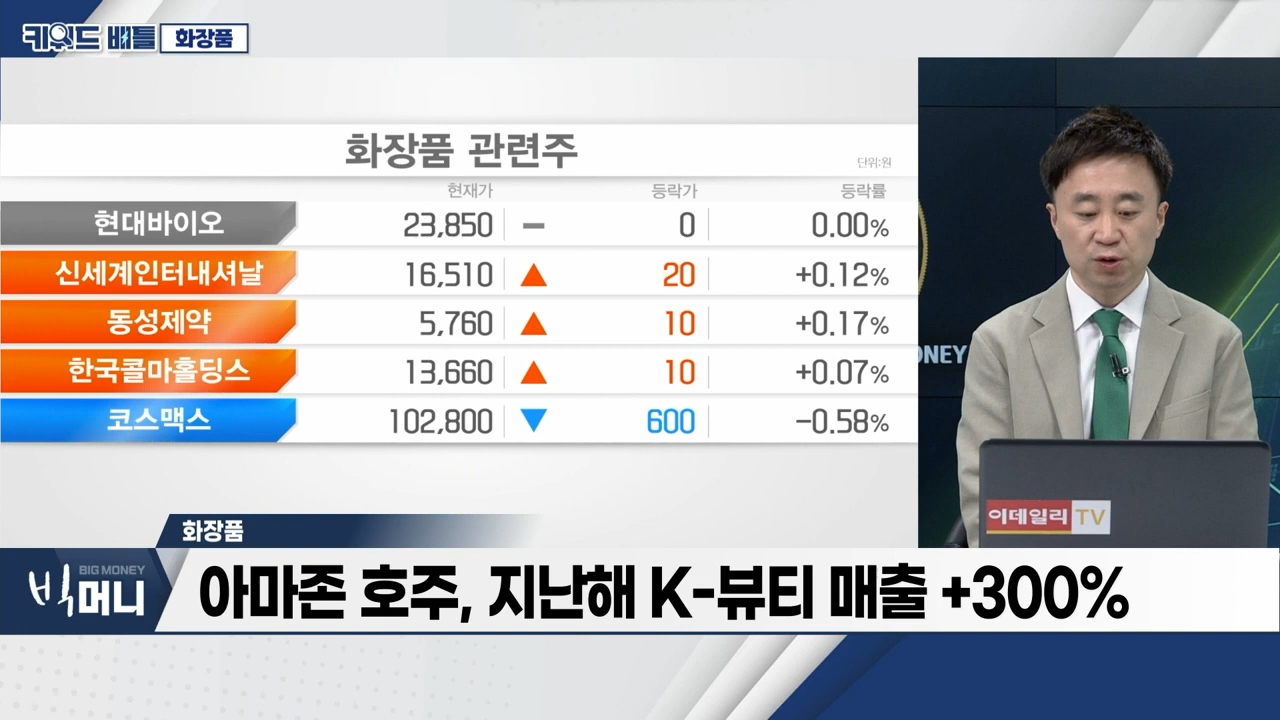 키워드 배틀 화장품
화장품 관련주
단위:원
현재가 등락가 등락률
현대바이오 23,850 － 0 0.00%
신세계인터내셔날 16,510 ▲ 20 +0.12%
동성제약 5,760 ▲ 10 +0.17%
한국콜마홀딩스 13,660 ▲ 10 +0.07%
코스맥스 102,800 ▼ 600 -0.58%
ONEY
이데일리 TV
화장품
BIG MONEY
빅머니
아마존 호주, 지난해 K-뷰티 매출 +300%